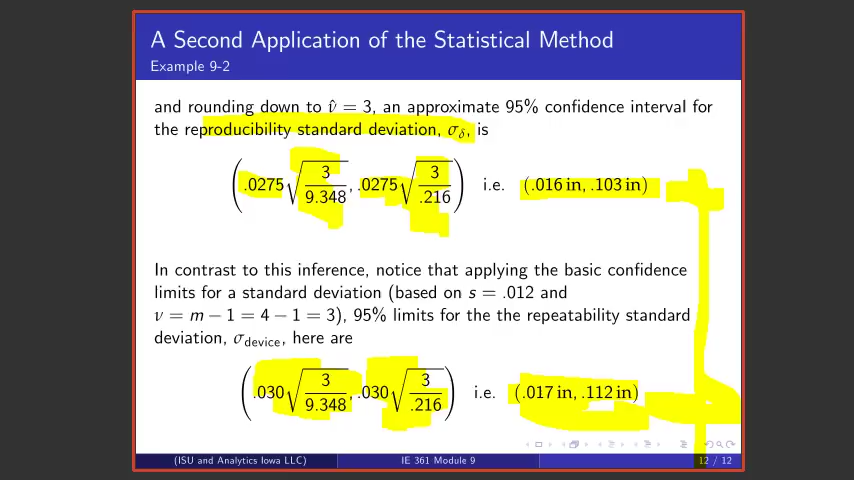 A Second Application of the Statistical Method
Example 9-2
and rounding down to ν̂ = 3, an approximate 95% confidence interval for
the reproducibility standard deviation, σ_δ, is
(.0275√(3/9.348), .0275√(3/.216)) i.e. (.016 in, .103 in)
In contrast to this inference, notice that applying the basic confidence
limits for a standard deviation (based on s = .012 and
ν = m − 1 = 4 − 1 = 3), 95% limits for the the repeatability standard
deviation, σ_device, here are
(.030√(3/9.348), .030√(3/.216)) i.e. (.017 in, .112 in)
(ISU and Analytics Iowa LLC) IE 361 Module 9 12 / 12